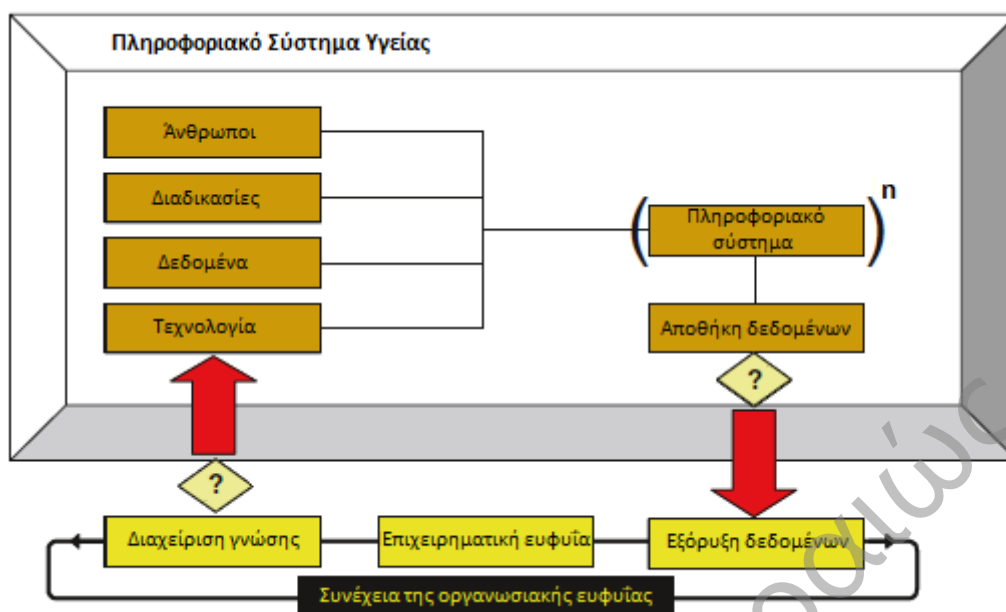 Πληροφοριακό Σύστημα Υγείας
Άνθρωποι
Διαδικασίες
Δεδομένα
Τεχνολογία
( Πληροφοριακό
σύστημα ) n
Αποθήκη δεδομένων
?
?
Διαχείριση γνώσης
Επιχειρηματική ευφυΐα
Εξόρυξη δεδομένων
Συνέχεια της οργανωσιακής ευφυΐας
ραιώς